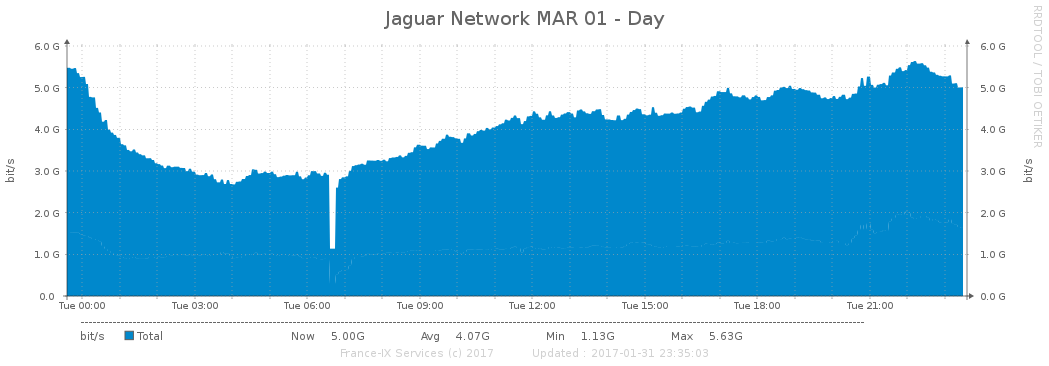 Jaguar Network MAR 01 - Day
RRDTOOL / TOBI OETIKER
bit/s
6.0 G
5.0 G
4.0 G
3.0 G
2.0 G
1.0 G
0.0
6.0 G
5.0 G
4.0 G
3.0 G
2.0 G
1.0 G
0.0 G
bit/s
Tue 00:00 Tue 03:00 Tue 06:00 Tue 09:00 Tue 12:00 Tue 15:00 Tue 18:00 Tue 21:00
bit/s Total Now 5.00G Avg 4.07G Min 1.13G Max 5.63G
France-IX Services (c) 2017 Updated : 2017-01-31 23:35:03